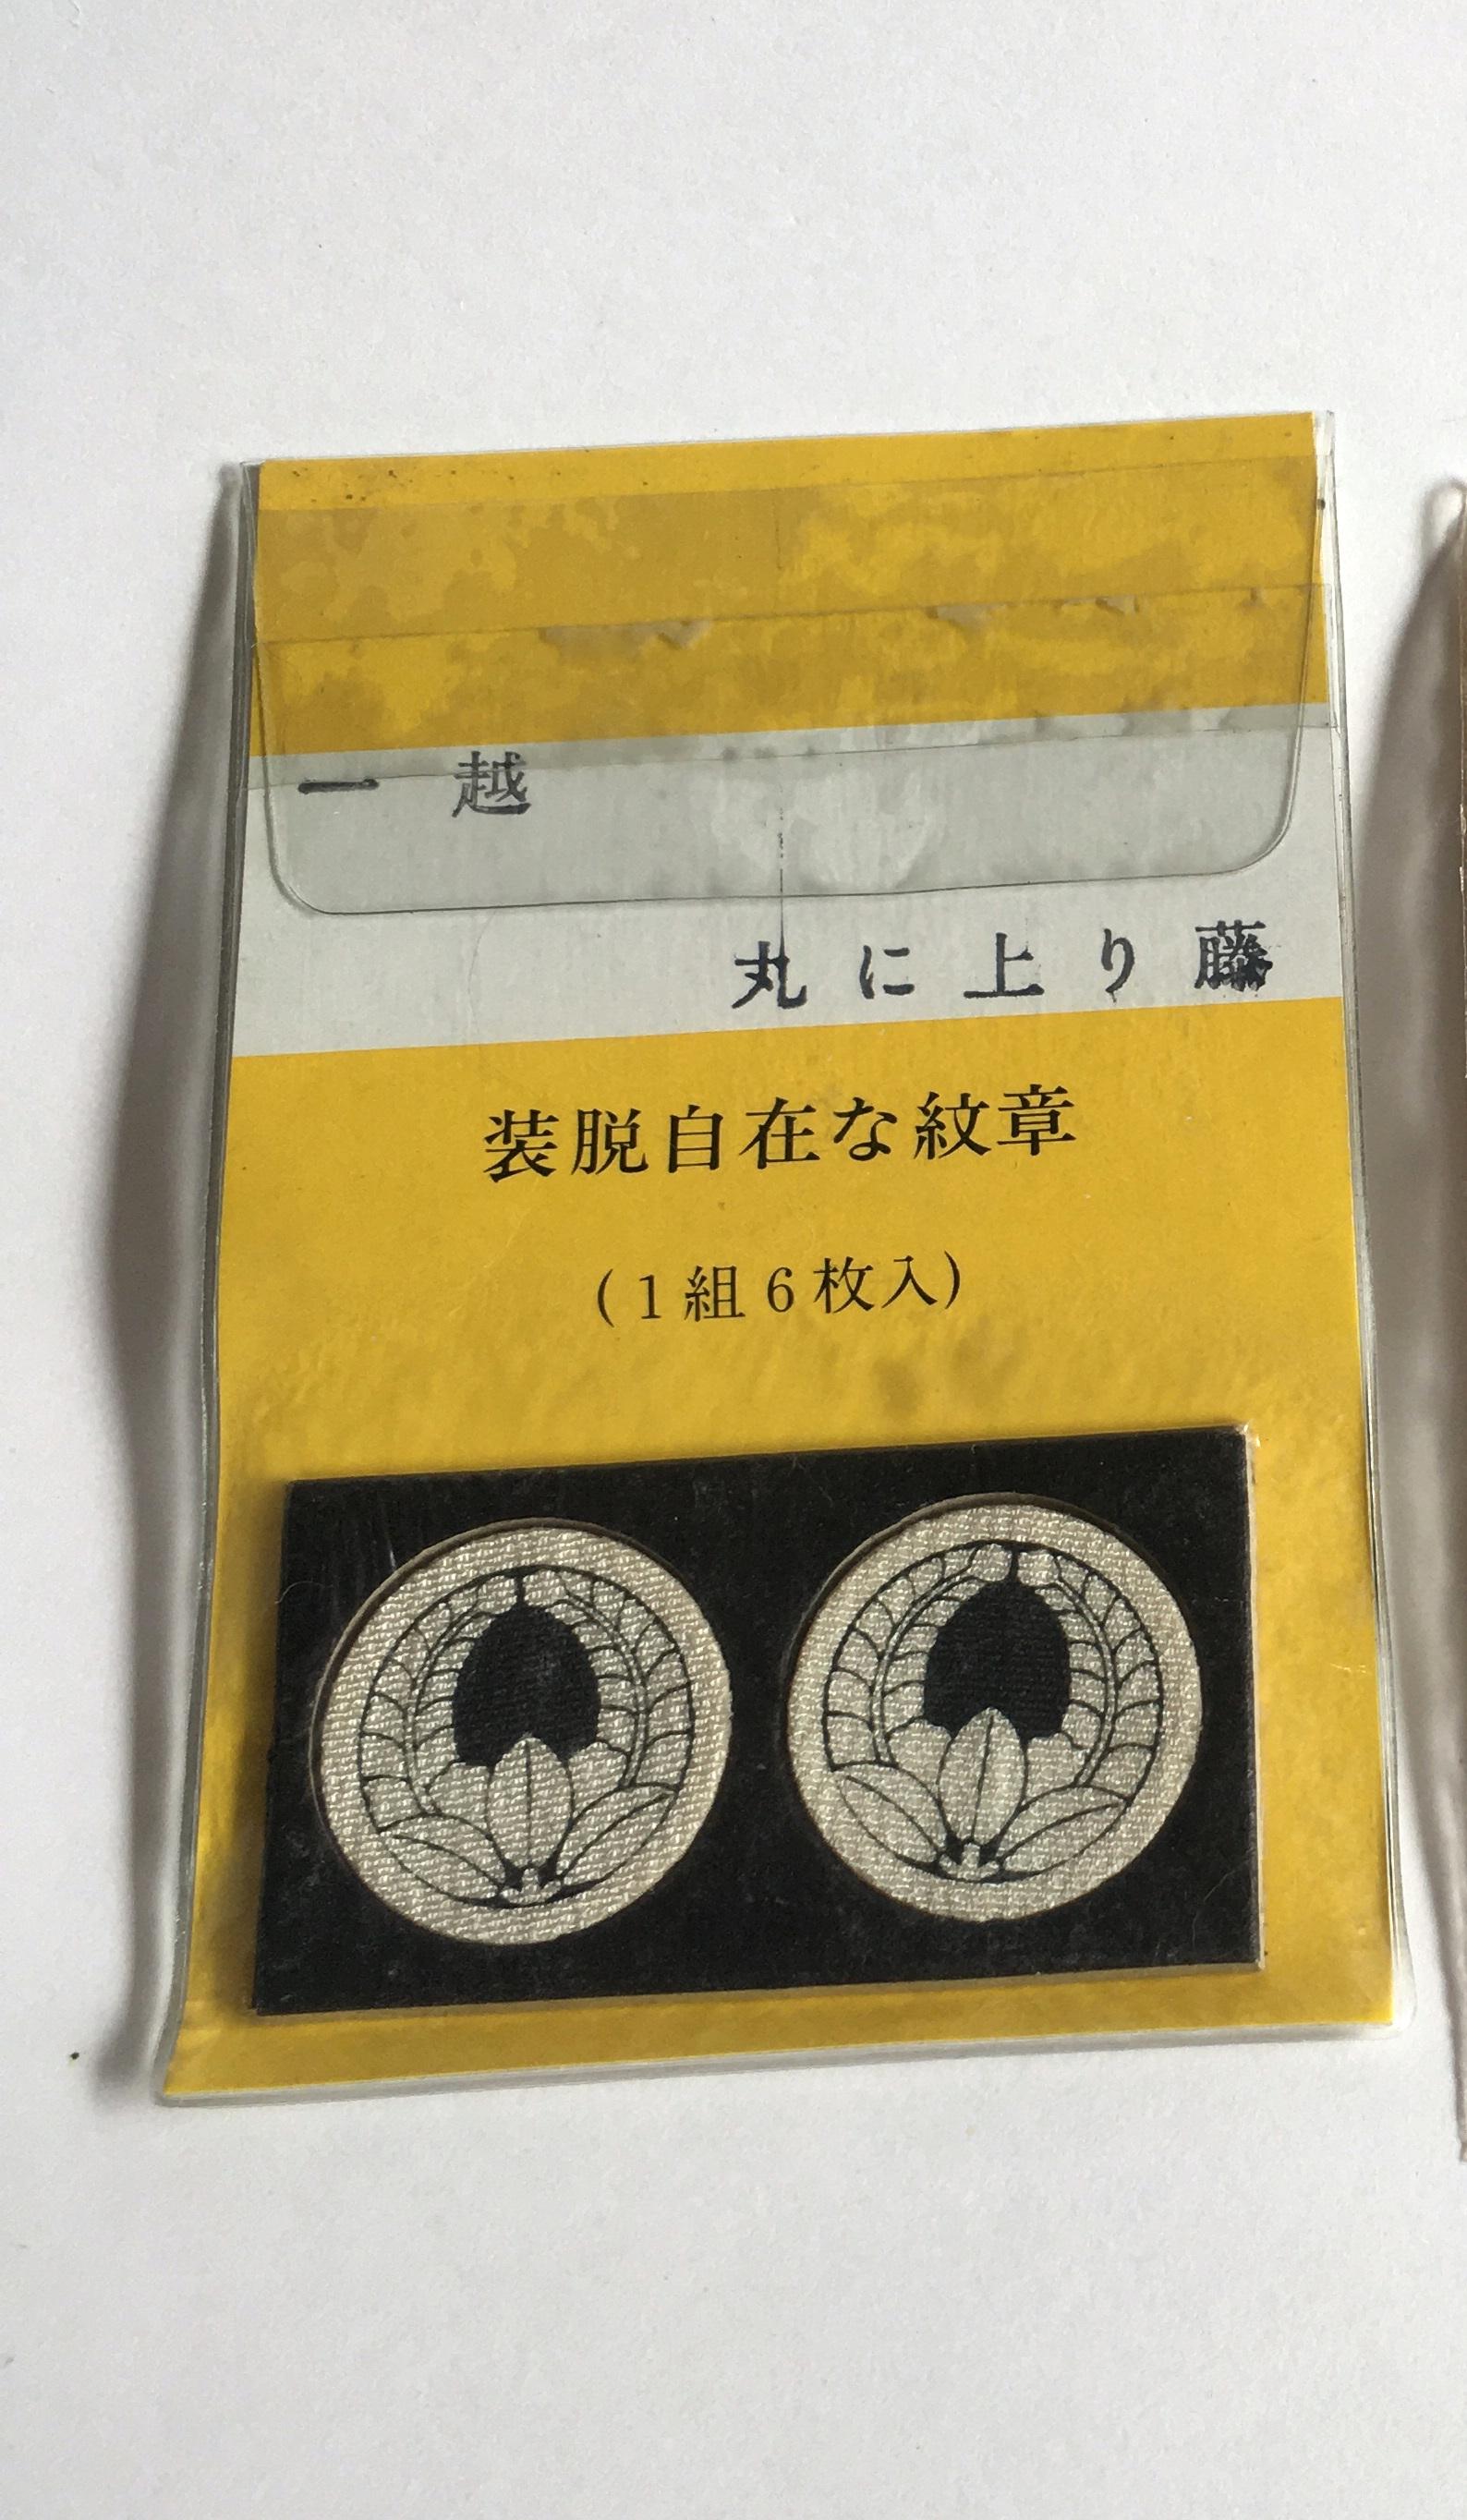 一越
丸に上り藤
装脱自在な紋章
(1組6枚入)